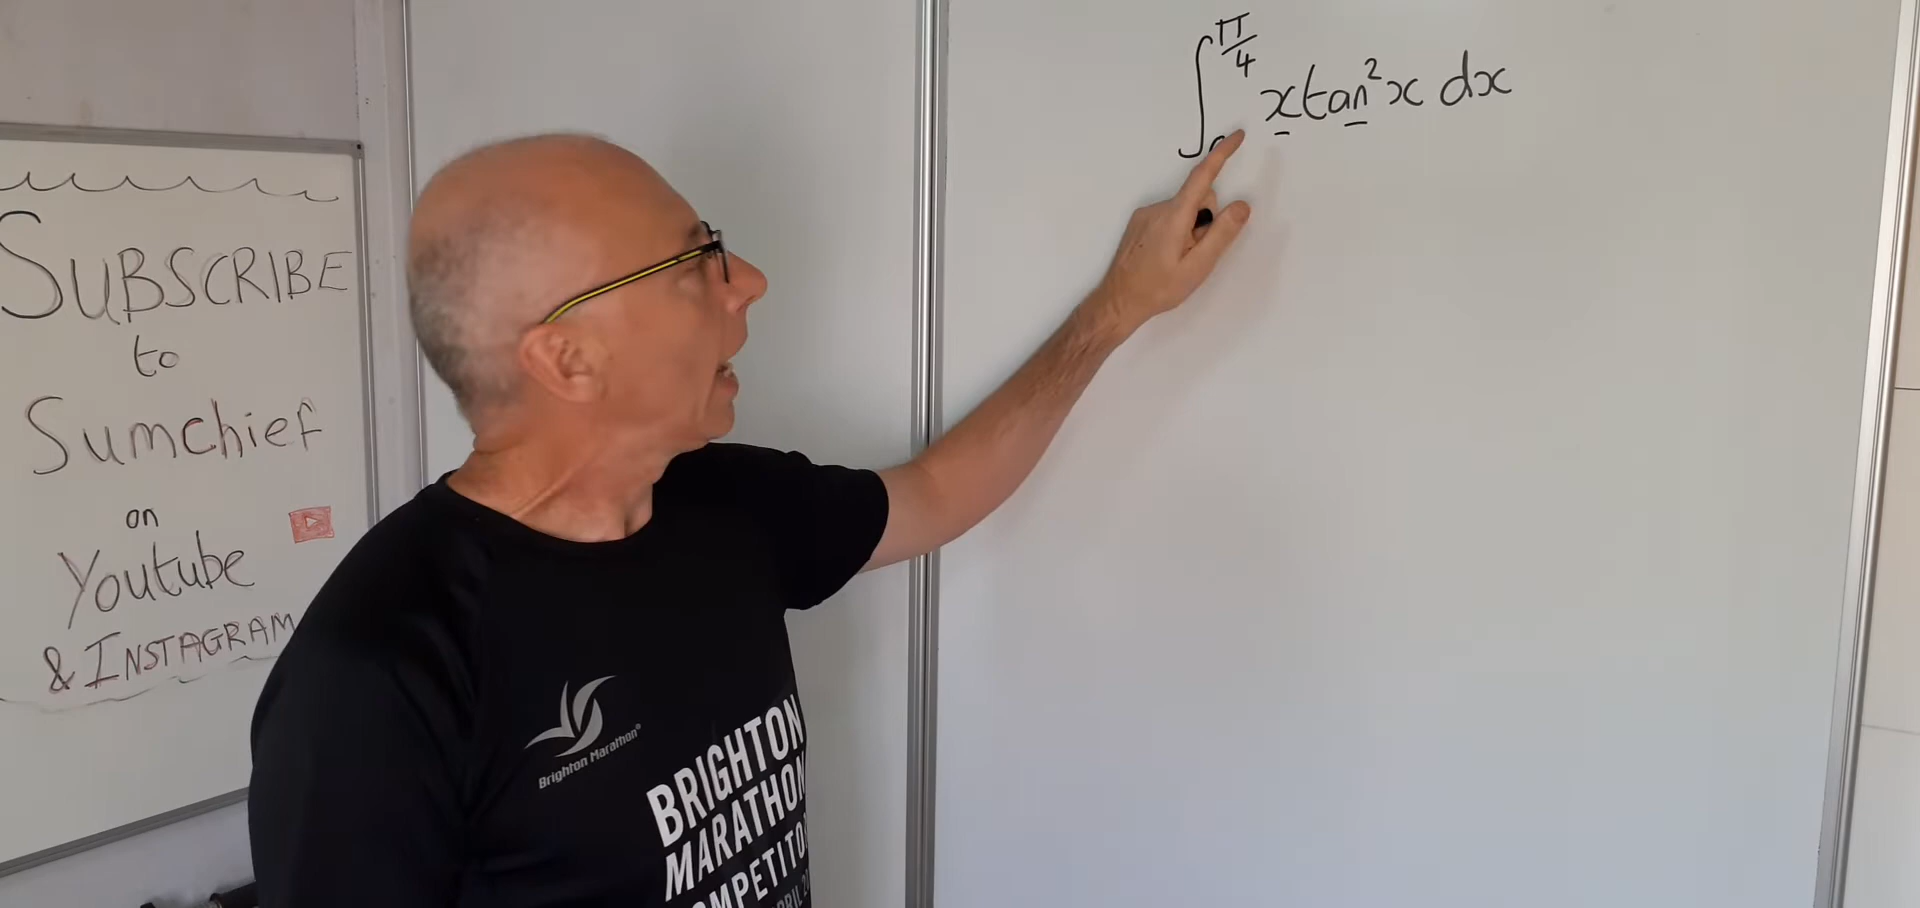 SUBSCRIBE
to
Sumchief
on
Youtube
& INSTAGRAM
∫ π/4 x tan²x dx
Brighton Marathon®
BRIGHTON
MARATHON